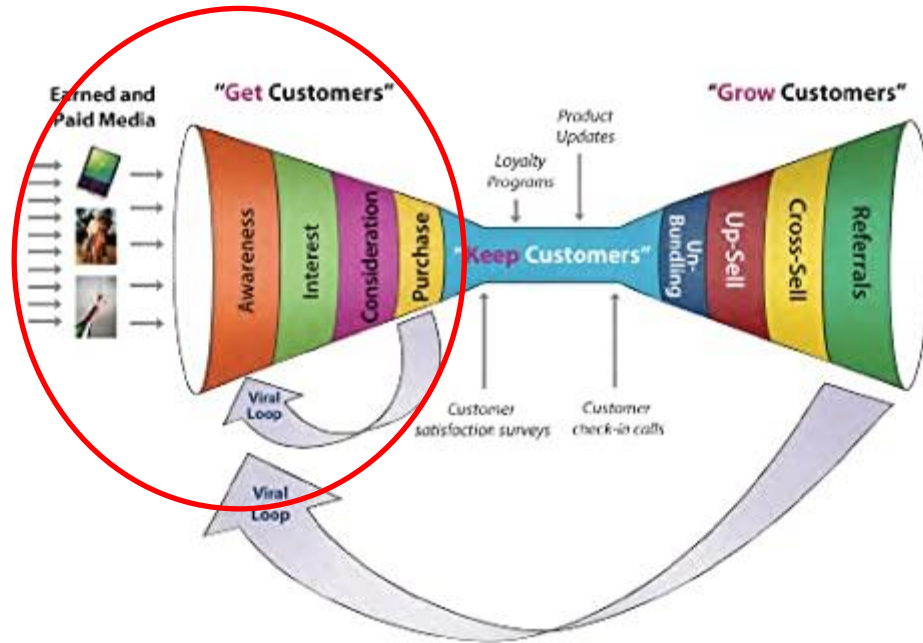 Earned and
Paid Media
"Get Customers"
"Grow Customers"
Product
Updates
Loyalty
Programs
Awareness
Interest
Consideration
Purchase
"Keep Customers"
Un-
Bundling
Up-Sell
Cross-Sell
Referrals
Viral
Loop
Customer
satisfaction surveys
Customer
check-in calls
Viral
Loop